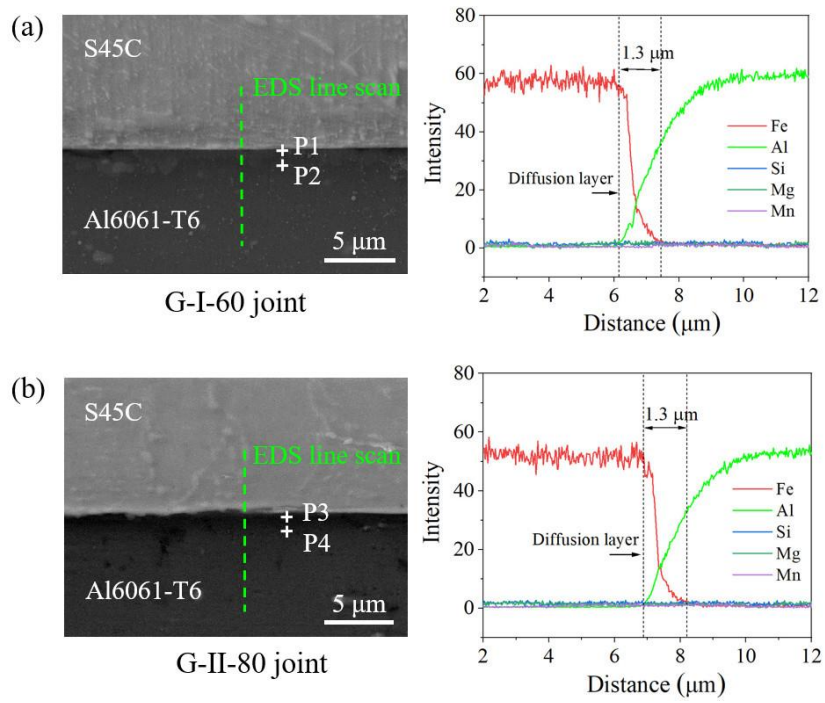 (a)
S45C
EDS line scan
P1
P2
Al6061-T6
5 μm
G-I-60 joint
80
60
40
20
0
Intensity
1.3 μm
Diffusion layer
Fe
Al
Si
Mg
Mn
2 4 6 8 10 12
Distance (μm)
(b)
S45C
EDS line scan
P3
P4
Al6061-T6
5 μm
G-II-80 joint
80
60
40
20
0
Intensity
1.3 μm
Diffusion layer
Fe
Al
Si
Mg
Mn
2 4 6 8 10 12
Distance (μm)